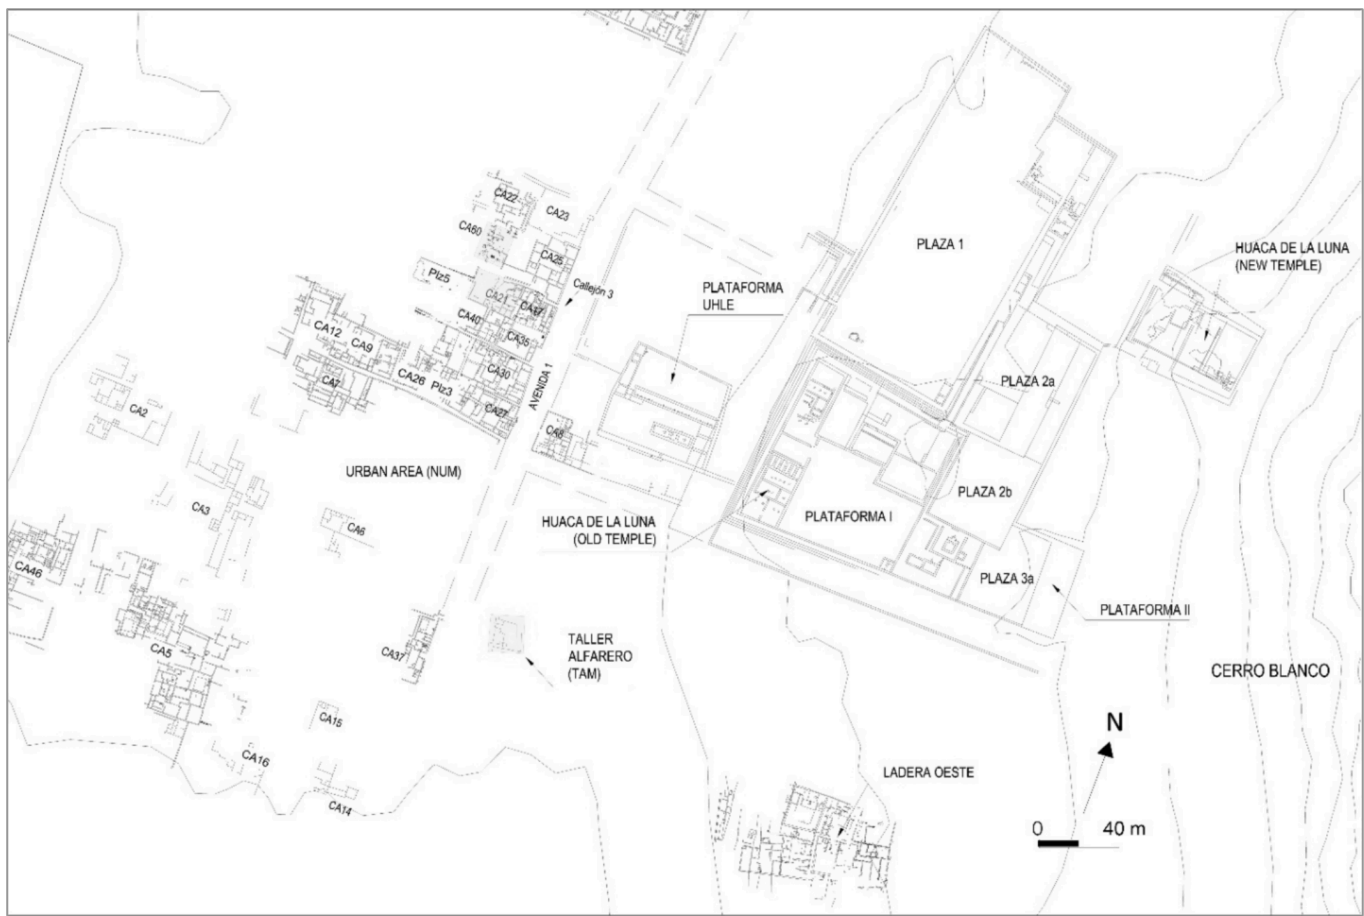 CA22
CA23
CA60
CA25
PLAZA 1
HUACA DE LA LUNA
(NEW TEMPLE)
Plz5
CA21
Callejón 3
PLATAFORMA
UHLE
CA40
CA35
CA12
CA9
CA30
CA26
Plz3
CA7
CA27
AVENIDA 1
PLAZA 2a
CA2
CA8
URBAN AREA (NUM)
PLAZA 2b
CA3
CA6
HUACA DE LA LUNA
(OLD TEMPLE)
PLATAFORMA I
CA46
PLAZA 3a
PLATAFORMA II
CA5
CA37
TALLER
ALFARERO
(TAM)
CERRO BLANCO
CA15
N
CA16
LADERA OESTE
CA14
0 40 m